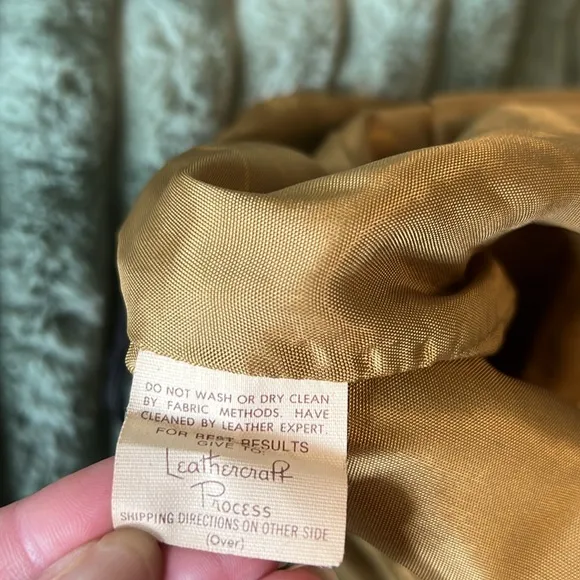 DO NOT WASH OR DRY CLEAN
BY FABRIC METHODS. HAVE
CLEANED BY LEATHER EXPERT.
FOR BEST RESULTS
GIVE TO:
Leathercraft
Process
SHIPPING DIRECTIONS ON OTHER SIDE
(Over)